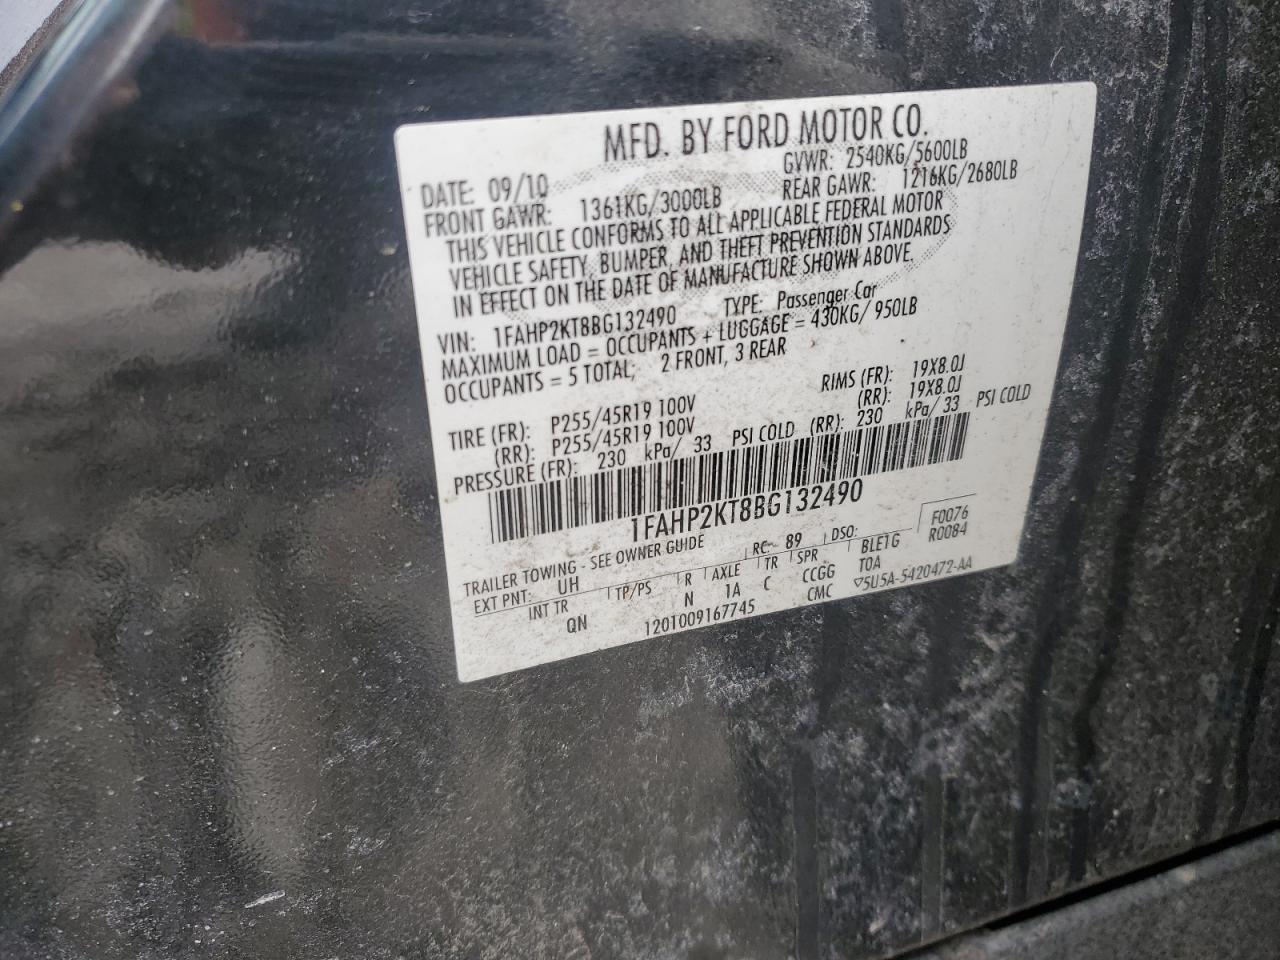 MFD. BY FORD MOTOR CO.
DATE: 09/10 GVWR: 2540KG/5600LB
FRONT GAWR: 1361KG/3000LB REAR GAWR: 1216KG/2680LB
THIS VEHICLE CONFORMS TO ALL APPLICABLE FEDERAL MOTOR
VEHICLE SAFETY, BUMPER, AND THEFT PREVENTION STANDARDS
IN EFFECT ON THE DATE OF MANUFACTURE SHOWN ABOVE.
VIN: 1FAHP2KT8BG132490 TYPE: Passenger Car
MAXIMUM LOAD = OCCUPANTS + LUGGAGE = 430KG/ 950LB
OCCUPANTS = 5 TOTAL; 2 FRONT, 3 REAR
TIRE (FR): P255/45R19 100V RIMS (FR): 19X8.0J
(RR): P255/45R19 100V (RR): 19X8.0J
PRESSURE (FR): 230 kPa/ 33 PSI COLD (RR): 230 kPa/ 33 PSI COLD
1FAHP2KT8BG132490
TRAILER TOWING - SEE OWNER GUIDE
EXT PNT: UH RC: 89 DSO: F0076
INT TR TP/PS R AXLE TR SPR BLETG R0084
QN N 1A C CCGG TOA
1201009167745 CMC ▽5U5A-5420472-AA